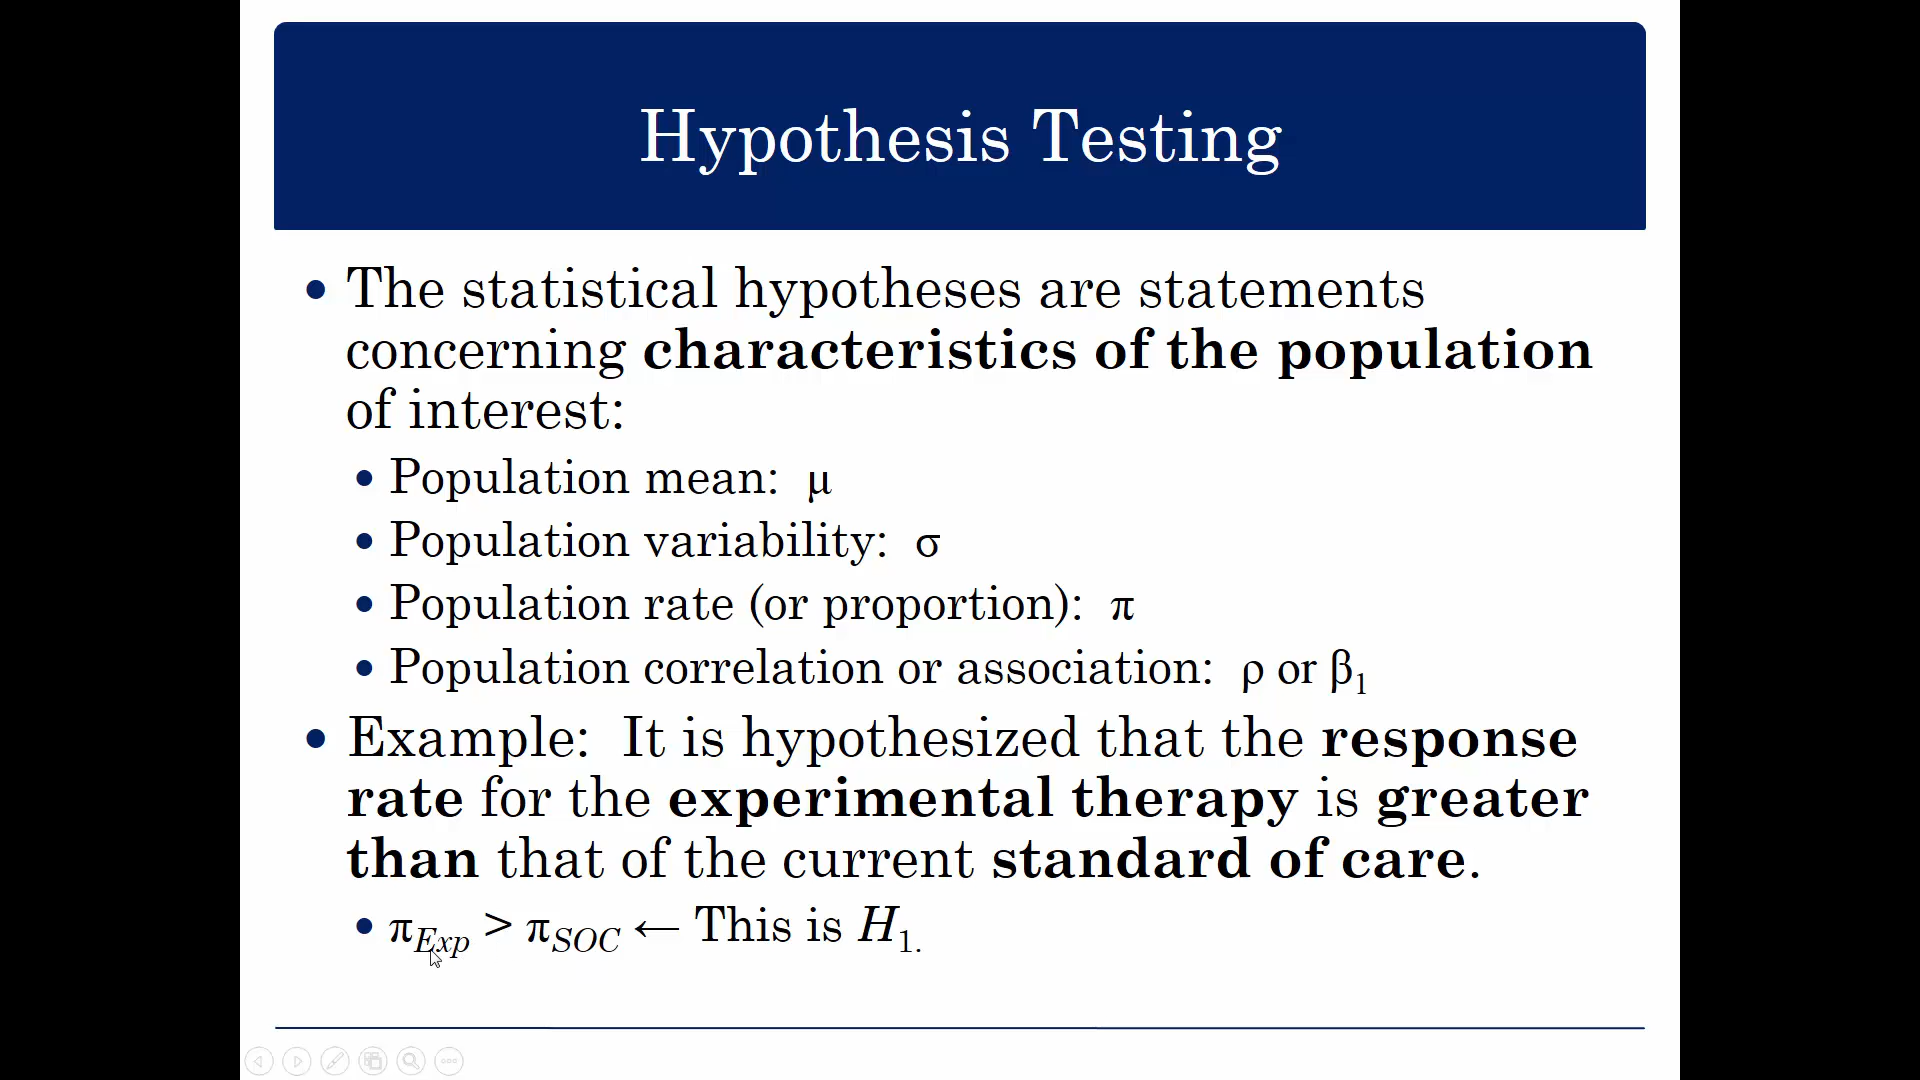 Hypothesis Testing
• The statistical hypotheses are statements
concerning characteristics of the population
of interest:
• Population mean:  μ
• Population variability:  σ
• Population rate (or proportion):  π
• Population correlation or association:  ρ or β₁
• Example:  It is hypothesized that the response
rate for the experimental therapy is greater
than that of the current standard of care.
• π_Exp > π_SOC ← This is H₁.